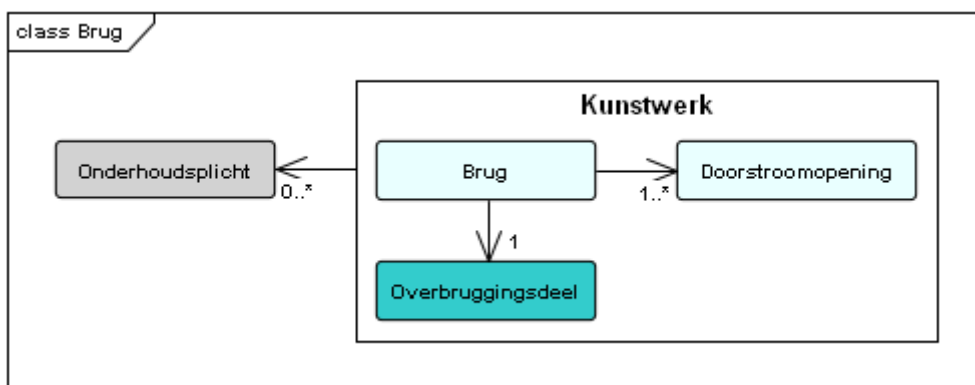 class Brug
Kunstwerk
Onderhoudsplicht
0..*
Brug
1..*
Doorstroomopening
1
Overbruggingsdeel